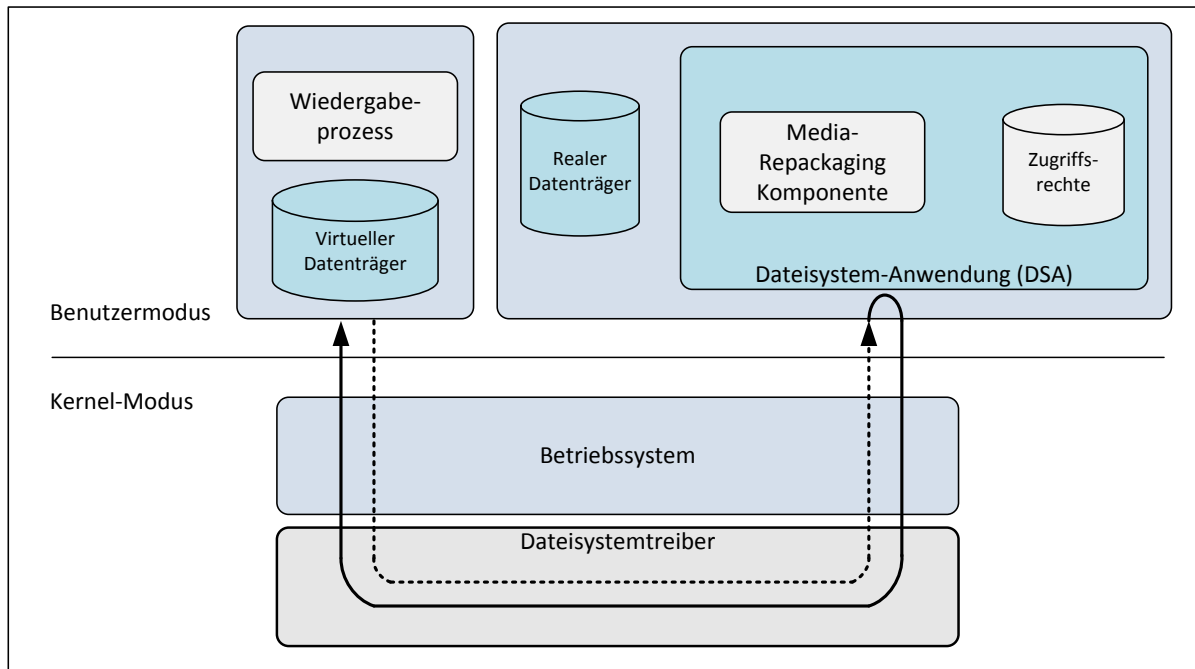 Wiedergabe-
prozess
Virtueller
Datenträger
Realer
Datenträger
Media-
Repackaging
Komponente
Zugriffs-
rechte
Dateisystem-Anwendung (DSA)
Benutzermodus
Kernel-Modus
Betriebssystem
Dateisystemtreiber